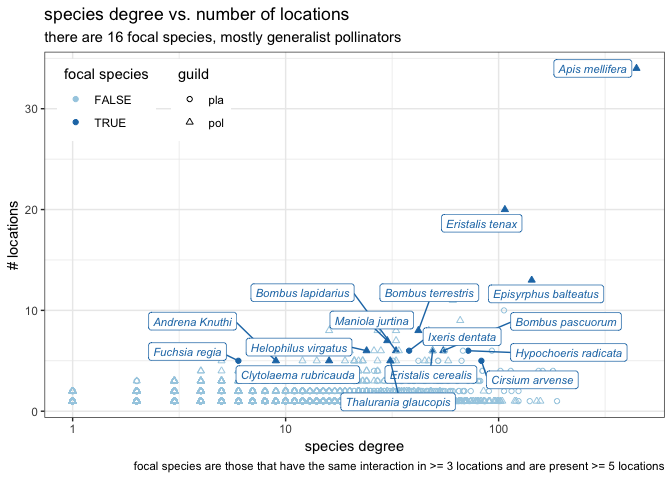 species degree vs. number of locations
there are 16 focal species, mostly generalist pollinators
focal species
guild
FALSE
pla
TRUE
pol
Apis mellifera
Eristalis tenax
Episyrphus balteatus
Bombus lapidarius
Bombus terrestris
Andrena Knuthi
Maniola jurtina
Bombus pascuorum
Ixeris dentata
Fuchsia regia
Helophilus virgatus
Hypochoeris radicata
Clytolaema rubricauda
Eristalis cerealis
Cirsium arvense
Thalurania glaucopis
# locations
30
20
10
0
1
10
100
species degree
focal species are those that have the same interaction in >= 3 locations and are present >= 5 locations